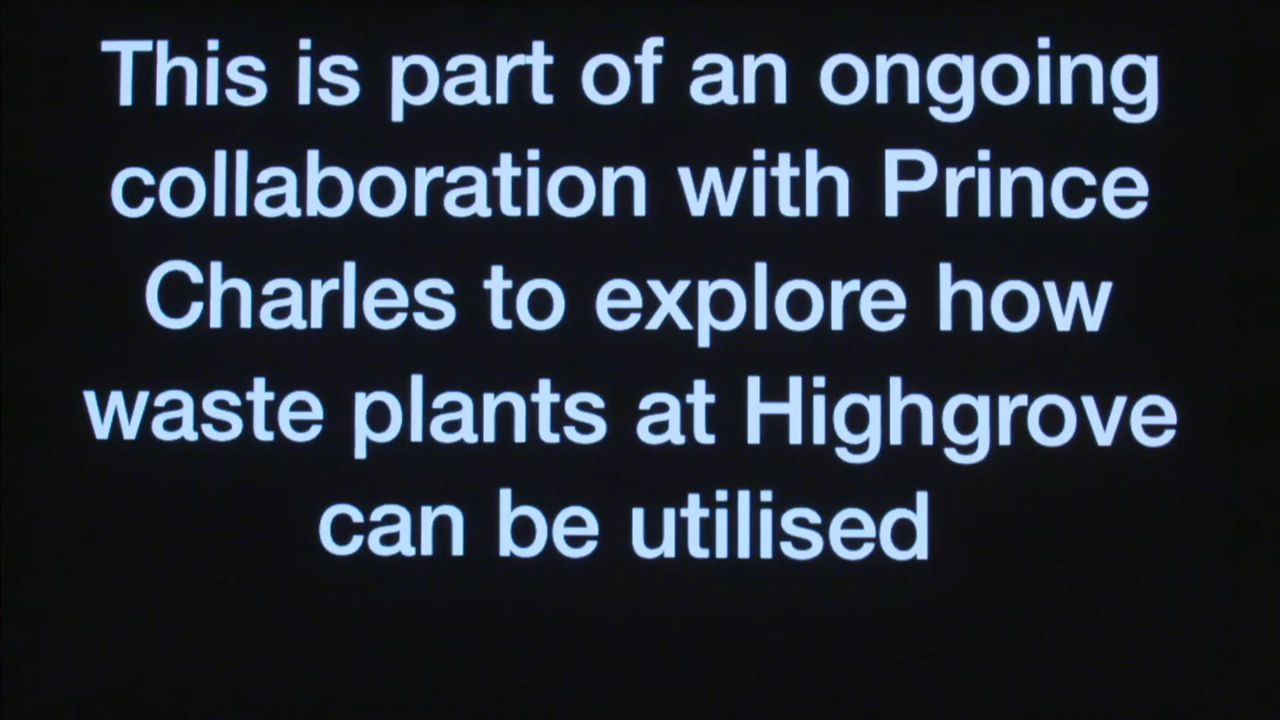 This is part of an ongoing
collaboration with Prince
Charles to explore how
waste plants at Highgrove
can be utilised